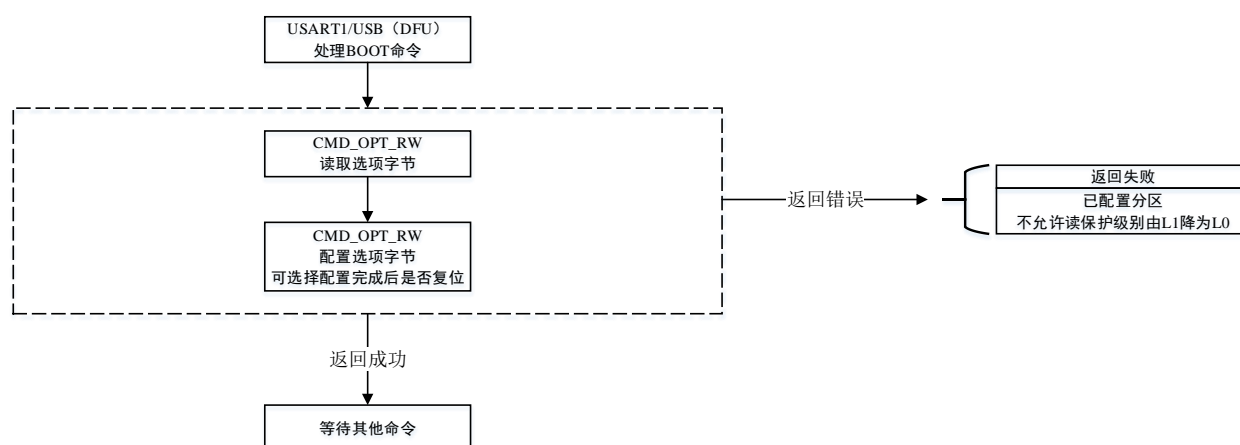 USART1/USB（DFU）
处理BOOT命令
CMD_OPT_RW
读取选项字节
CMD_OPT_RW
配置选项字节
可选择配置完成后是否复位
返回错误
返回失败
已配置分区
不允许读保护级别由L1降为L0
返回成功
等待其他命令